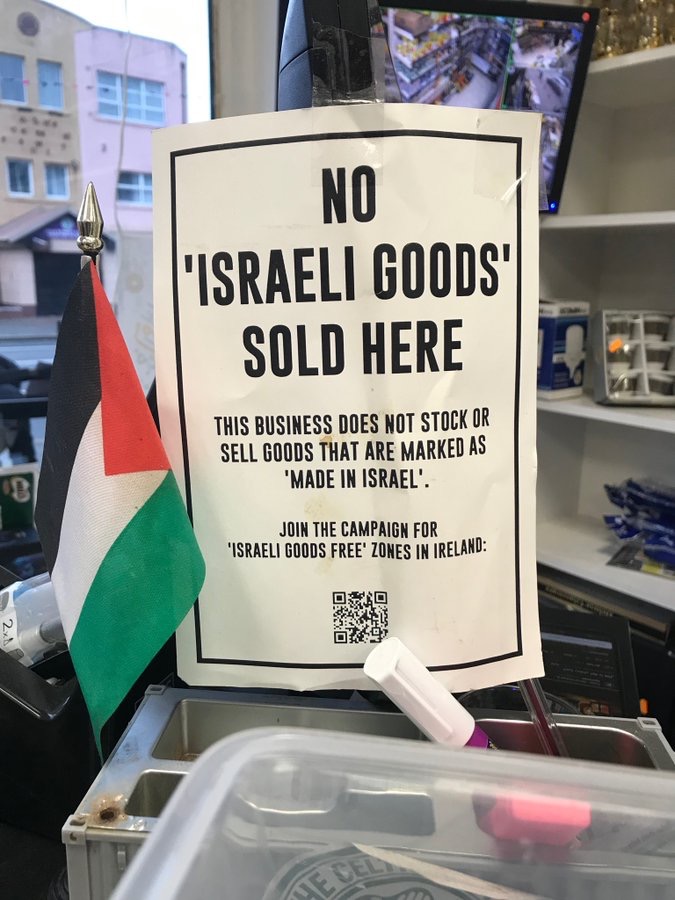 NO
'ISRAELI GOODS'
SOLD HERE
THIS BUSINESS DOES NOT STOCK OR
SELL GOODS THAT ARE MARKED AS
'MADE IN ISRAEL'.
JOIN THE CAMPAIGN FOR
'ISRAELI GOODS FREE' ZONES IN IRELAND: